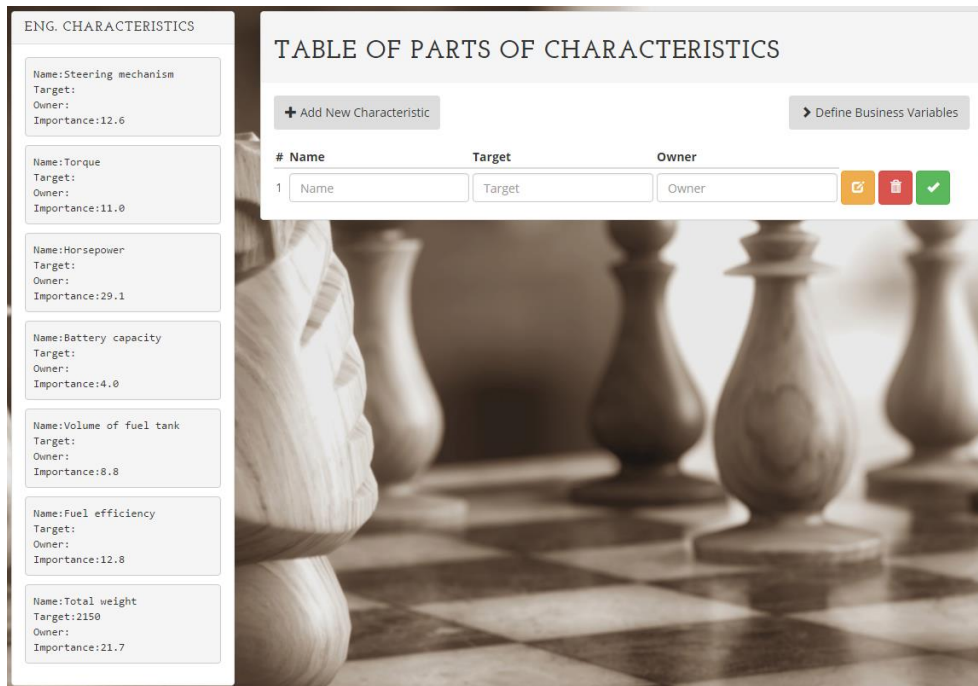 ENG. CHARACTERISTICS
Name:Steering mechanism
Target:
Owner:
Importance:12.6
Name:Torque
Target:
Owner:
Importance:11.0
Name:Horsepower
Target:
Owner:
Importance:29.1
Name:Battery capacity
Target:
Owner:
Importance:4.0
Name:Volume of fuel tank
Target:
Owner:
Importance:8.8
Name:Fuel efficiency
Target:
Owner:
Importance:12.8
Name:Total weight
Target:2150
Owner:
Importance:21.7
TABLE OF PARTS OF CHARACTERISTICS
Add New Characteristic
Define Business Variables
# Name Target Owner
1 Name Target Owner